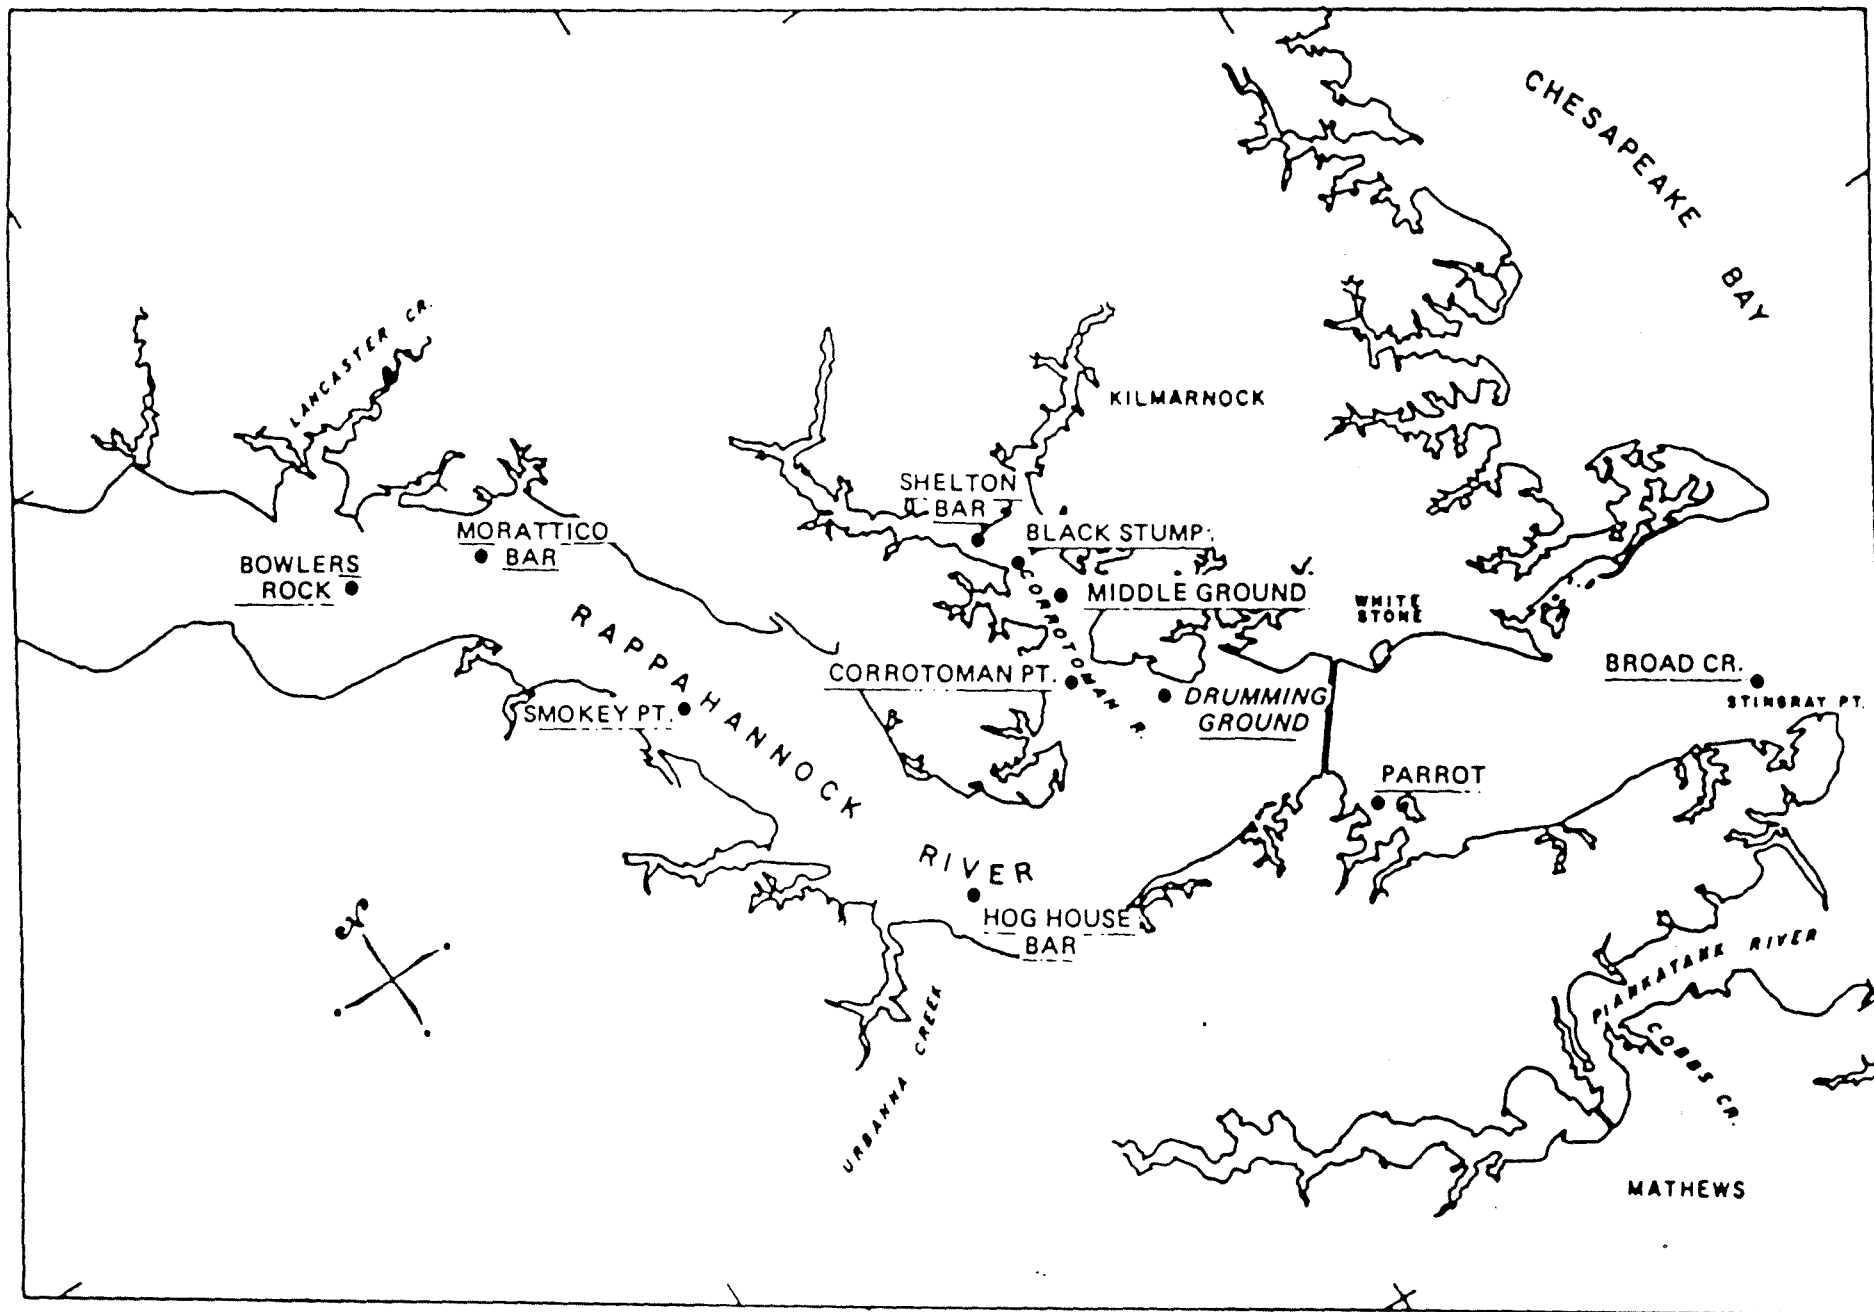 CHESAPEAKE BAY
LANCASTER CR.
KILMARNOCK
SHELTON
BAR
MORATTICO
BAR
BLACK STUMP
BOWLERS
ROCK
MIDDLE GROUND
WHITE
STONE
RAPPAHANNOCK RIVER
CORROTOMAN R.
CORROTOMAN PT.
BROAD CR.
STINGRAY PT.
DRUMMING
GROUND
SMOKEY PT.
PARROT
HOG HOUSE
BAR
N
URBANNA CREEK
PIANKATANK RIVER
COBBS CR.
MATHEWS